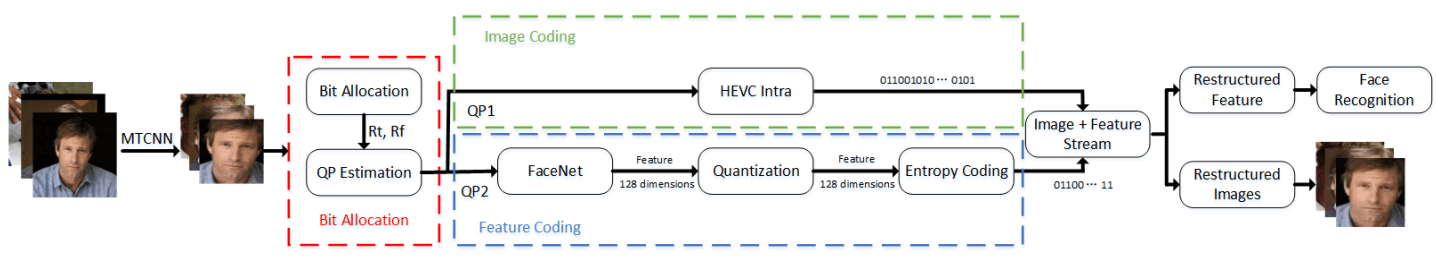 MTCNN
Bit Allocation
Rt, Rf
QP Estimation
Bit Allocation
Image Coding
QP1
HEVC Intra
011001010 ··· 0101
QP2
FaceNet
Feature
128 dimensions
Quantization
Feature
128 dimensions
Entropy Coding
01100 ··· 11
Feature Coding
Image + Feature
Stream
Restructured
Feature
Face
Recognition
Restructured
Images